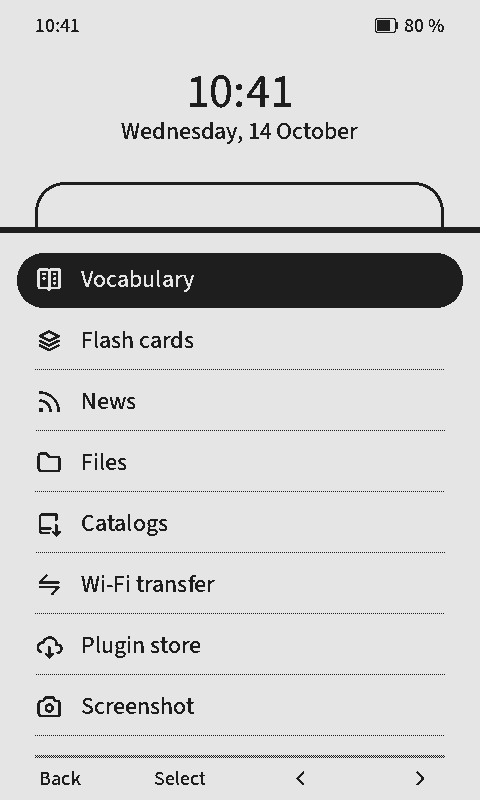 10:41
80 %
10:41
Wednesday, 14 October
Vocabulary
Flash cards
News
Files
Catalogs
Wi-Fi transfer
Plugin store
Screenshot
Back Select < >